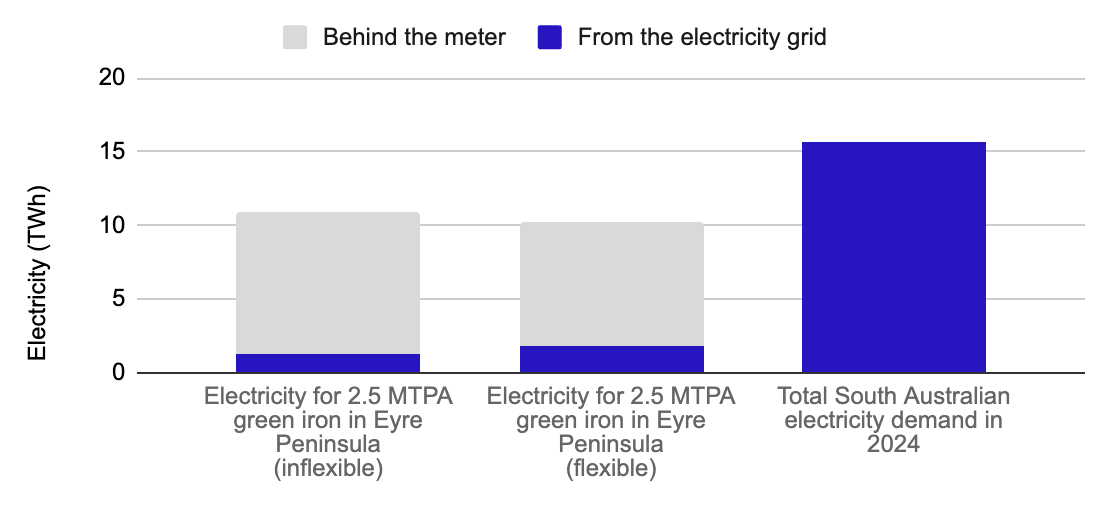 Behind the meter
From the electricity grid
Electricity (TWh)
20
15
10
5
0
Electricity for 2.5 MTPA
green iron in Eyre
Peninsula
(inflexible)
Electricity for 2.5 MTPA
green iron in Eyre
Peninsula
(flexible)
Total South Australian
electricity demand in
2024